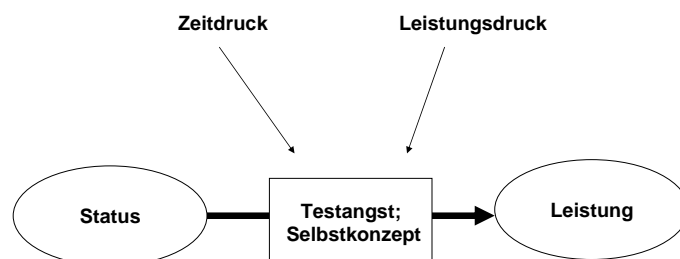 Zeitdruck
Leistungsdruck
Status
Testangst;
Selbstkonzept
Leistung